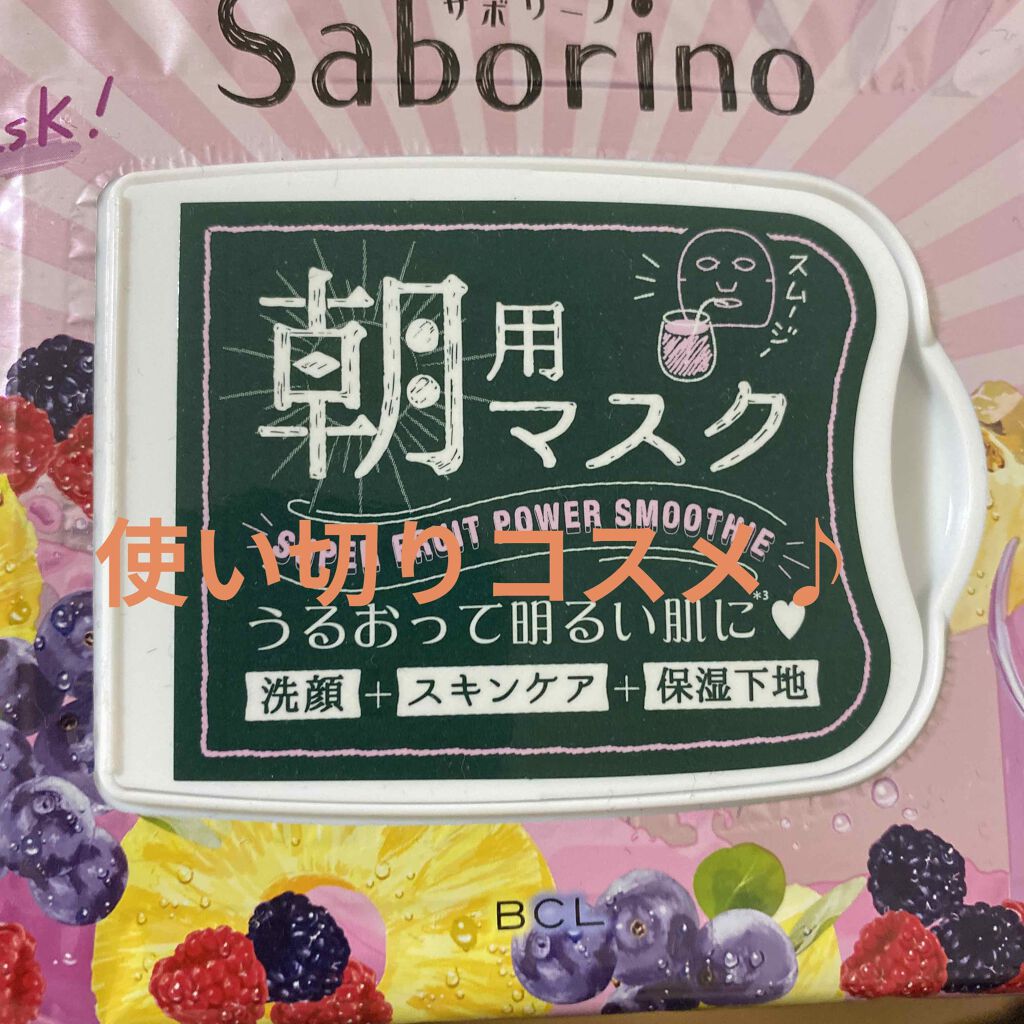 サボリーノ
Saborino
sk!
スムージー
朝用
マスク
SUPER FRUIT POWER SMOOTHIE
使い切りコスメ♪
うるおって明るい肌に*3♥
洗顔+スキンケア+保湿下地
BCL